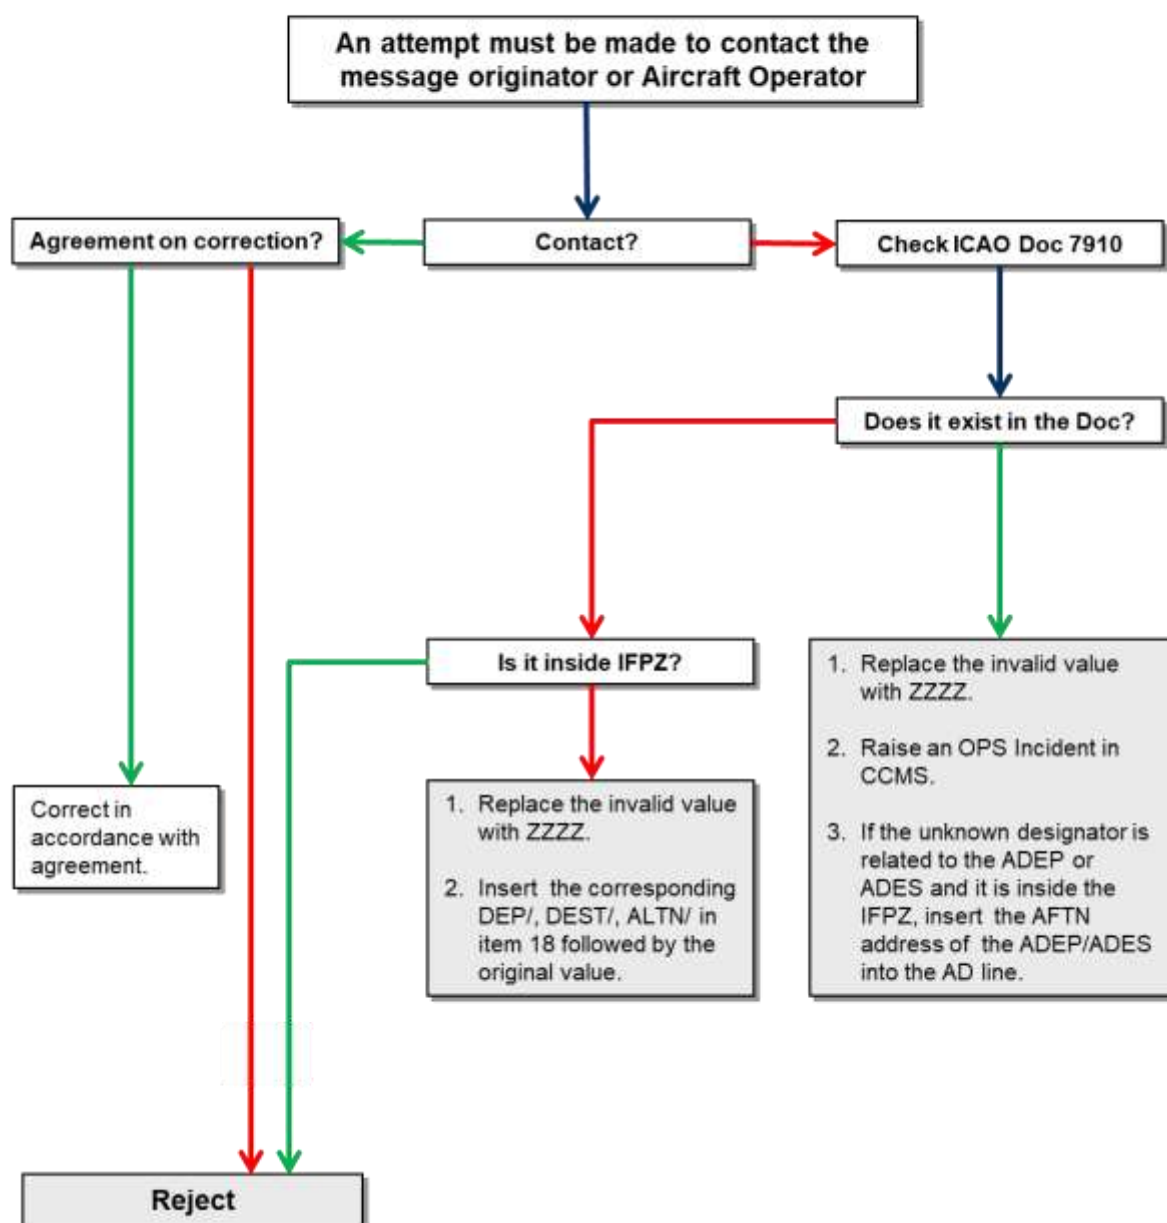 An attempt must be made to contact the
message originator or Aircraft Operator
Agreement on correction?
Contact?
Check ICAO Doc 7910
Does it exist in the Doc?
Is it inside IFPZ?
1. Replace the invalid value
with ZZZZ.
2. Raise an OPS Incident in
CCMS.
3. If the unknown designator is
related to the ADEP or
ADES and it is inside the
IFPZ, insert the AFTN
address of the ADEP/ADES
into the AD line.
1. Replace the invalid value
with ZZZZ.
2. Insert the corresponding
DEP/, DEST/, ALTN/ in
item 18 followed by the
original value.
Correct in
accordance with
agreement.
Reject